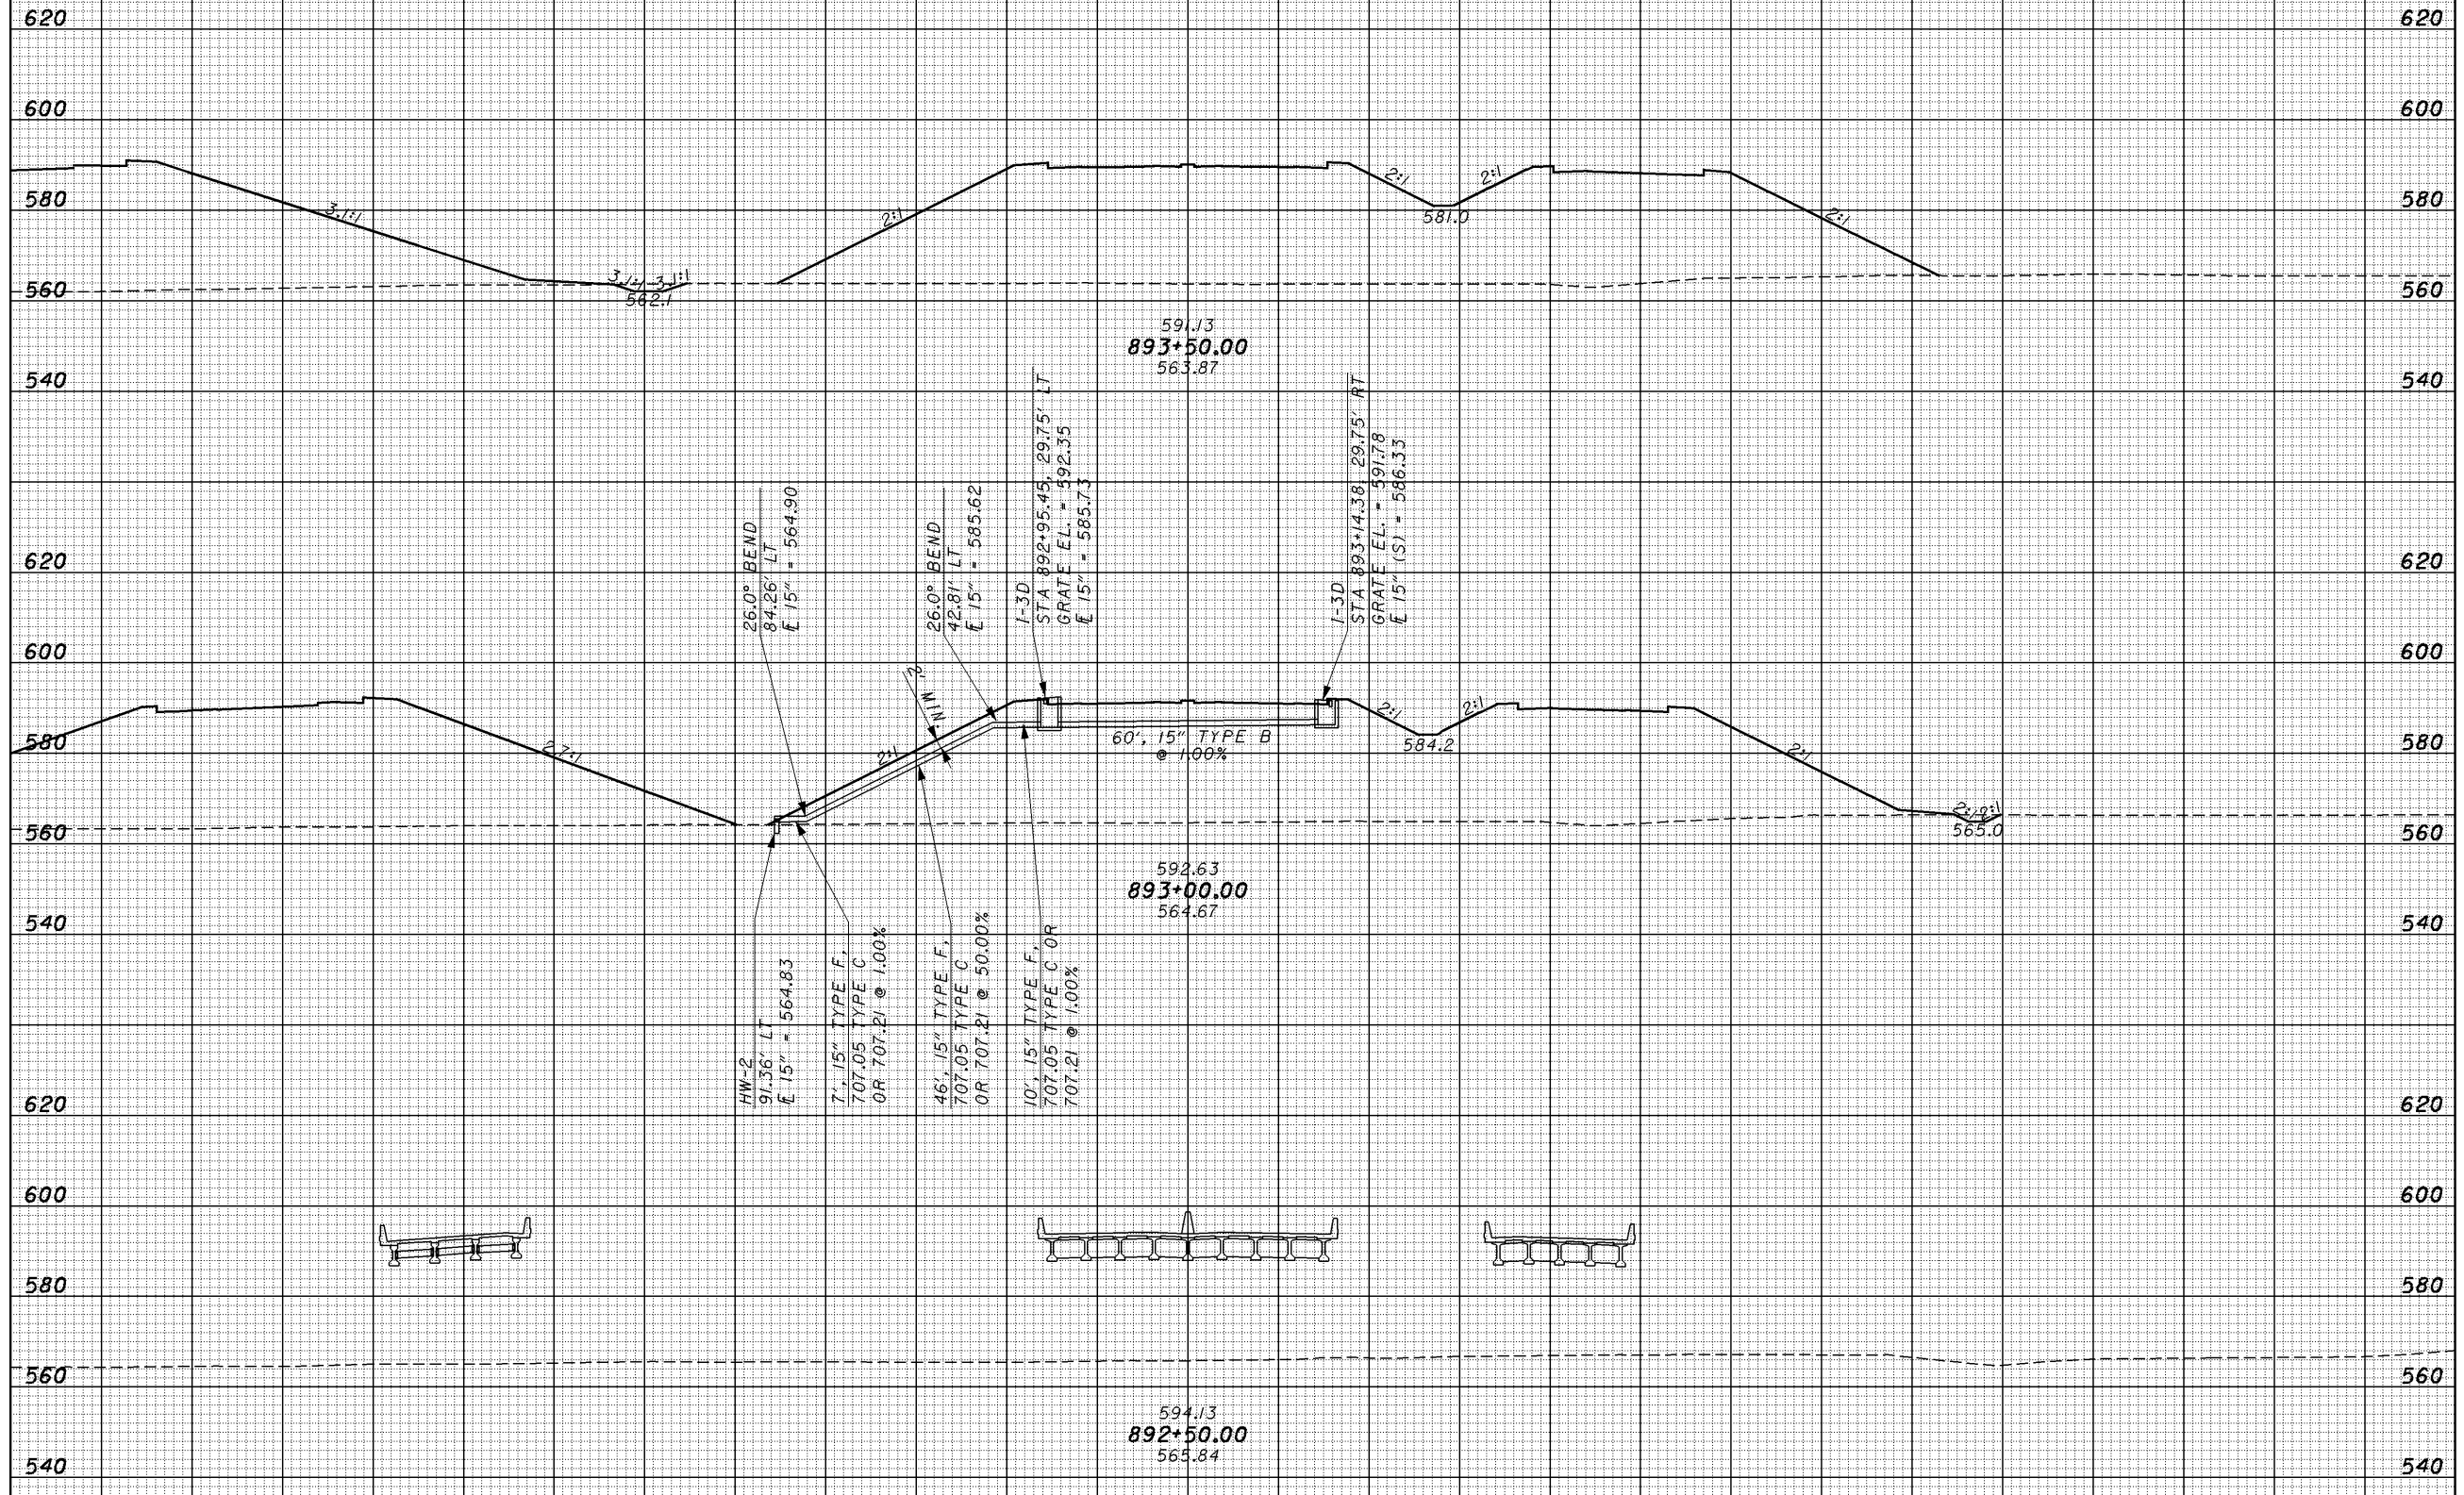 620 620
600 600
580 580
560 560
540 540
3.1:1
3.1:1 3.1:1
562.1
2:1
2:1
2:1
581.0
2:1
591.13
893+50.00
563.87
620 620
600 600
580 580
560 560
540 540
26.0° BEND
84.26' LT
15" = 564.90
26.0° BEND
42.81' LT
15" = 585.62
I-3D
STA 892+95.45, 29.75' LT
GRATE EL. = 592.35
15" = 585.73
I-3D
STA 893+14.38, 29.75' RT
GRATE EL. = 591.78
15" (S) = 586.33
2.7:1
2:1
2' MIN
60', 15" TYPE B
@ 1.00%
2:1
2:1
584.2
2:1
2:1 2:1
565.0
592.63
893+00.00
564.67
HW-2
91.36' LT
15" = 564.83
7', 15" TYPE F,
707.05 TYPE C
OR 707.21 @ 1.00%
46', 15" TYPE F,
707.05 TYPE C
OR 707.21 @ 50.00%
10', 15" TYPE F,
707.05 TYPE C OR
707.21 @ 1.00%
620 620
600 600
580 580
560 560
540 540
594.13
892+50.00
565.84